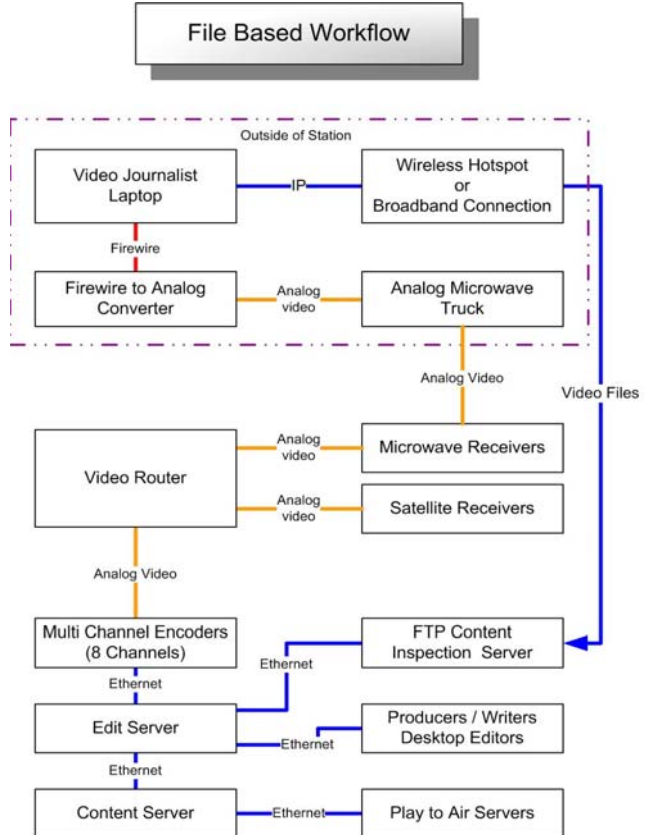 File Based Workflow
Outside of Station
Video Journalist
Laptop
IP
Wireless Hotspot
or
Broadband Connection
Firewire
Firewire to Analog
Converter
Analog
video
Analog Microwave
Truck
Analog Video
Video Files
Video Router
Analog
video
Microwave Receivers
Analog
video
Satellite Receivers
Analog Video
Multi Channel Encoders
(8 Channels)
FTP Content
Inspection Server
Ethernet
Ethernet
Edit Server
Producers / Writers
Desktop Editors
Ethernet
Ethernet
Content Server
Ethernet
Play to Air Servers